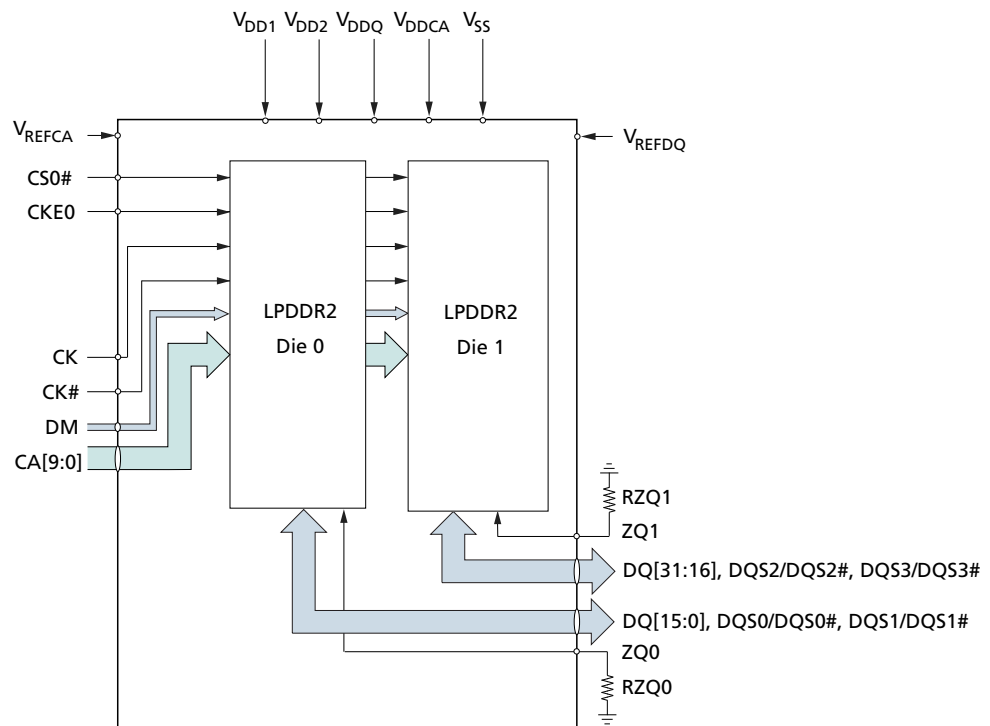 VDD1 VDD2 VDDQ VDDCA VSS
VREFCA
VREFDQ
CS0#
CKE0
LPDDR2
Die 0
LPDDR2
Die 1
CK
CK#
DM
CA[9:0]
RZQ1
ZQ1
DQ[31:16], DQS2/DQS2#, DQS3/DQS3#
DQ[15:0], DQS0/DQS0#, DQS1/DQS1#
ZQ0
RZQ0